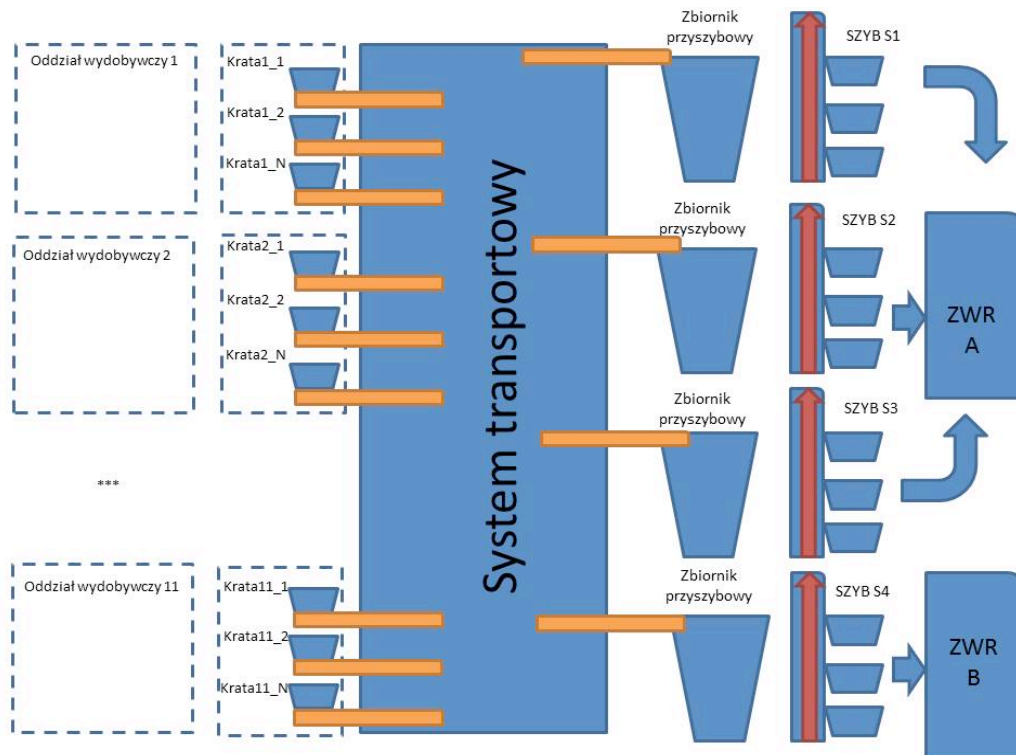 Oddział wydobywczy 1
Krata1_1
Krata1_2
Krata1_N
Zbiornik
przyszybowy
SZYB S1
Oddział wydobywczy 2
Krata2_1
Krata2_2
Krata2_N
Zbiornik
przyszybowy
SZYB S2
System transportowy
ZWR
A
Zbiornik
przyszybowy
SZYB S3
***
Oddział wydobywczy 11
Krata11_1
Krata11_2
Krata11_N
Zbiornik
przyszybowy
SZYB S4
ZWR
B